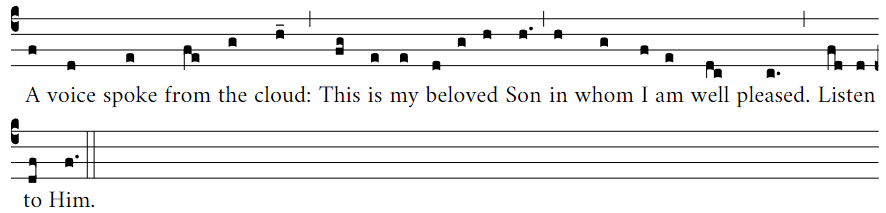 A voice spoke from the cloud: This is my beloved Son in whom I am well pleased. Listen
to Him.